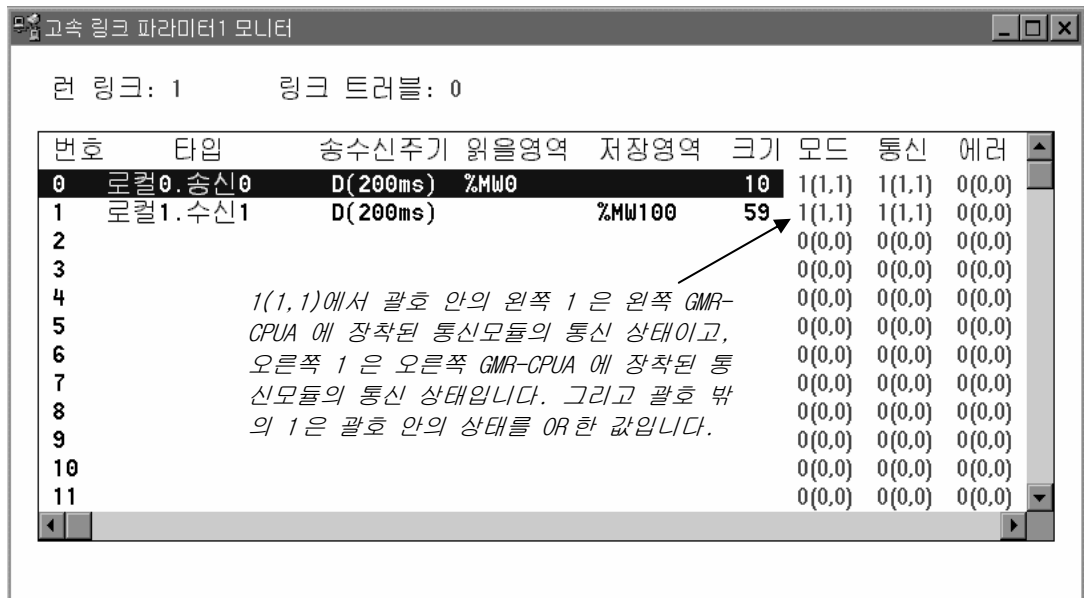 고속 링크 파라미터1 모니터
런 링크: 1 링크 트러블: 0
번호 타입 송수신주기 읽을영역 저장영역 크기 모드 통신 에러
0 로컬0.송신0 D(200ms) %MW0 10 1(1,1) 1(1,1) 0(0,0)
1 로컬1.수신1 D(200ms) %MW100 59 1(1,1) 1(1,1) 0(0,0)
2 0(0,0) 0(0,0) 0(0,0)
3 0(0,0) 0(0,0) 0(0,0)
4 0(0,0) 0(0,0) 0(0,0)
5 0(0,0) 0(0,0) 0(0,0)
6 0(0,0) 0(0,0) 0(0,0)
7 0(0,0) 0(0,0) 0(0,0)
8 0(0,0) 0(0,0) 0(0,0)
9 0(0,0) 0(0,0) 0(0,0)
10 0(0,0) 0(0,0) 0(0,0)
11 0(0,0) 0(0,0) 0(0,0)
1(1,1)에서 괄호 안의 왼쪽 1 은 왼쪽 GMR-
CPUA 에 장착된 통신모듈의 통신 상태이고,
오른쪽 1 은 오른쪽 GMR-CPUA 에 장착된 통
신모듈의 통신 상태입니다. 그리고 괄호 밖
의 1은 괄호 안의 상태를 OR한 값입니다.